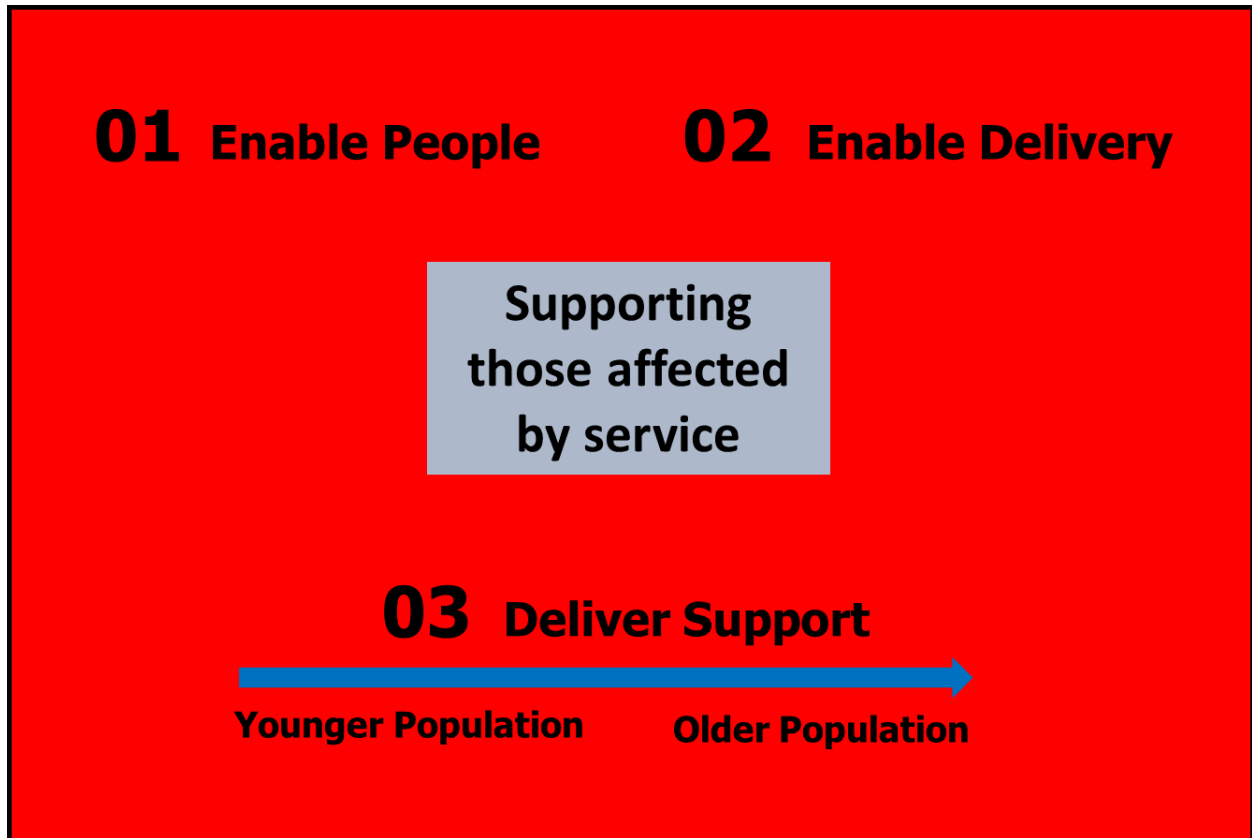 01 Enable People
02 Enable Delivery
Supporting
those affected
by service
03 Deliver Support
Younger Population
Older Population